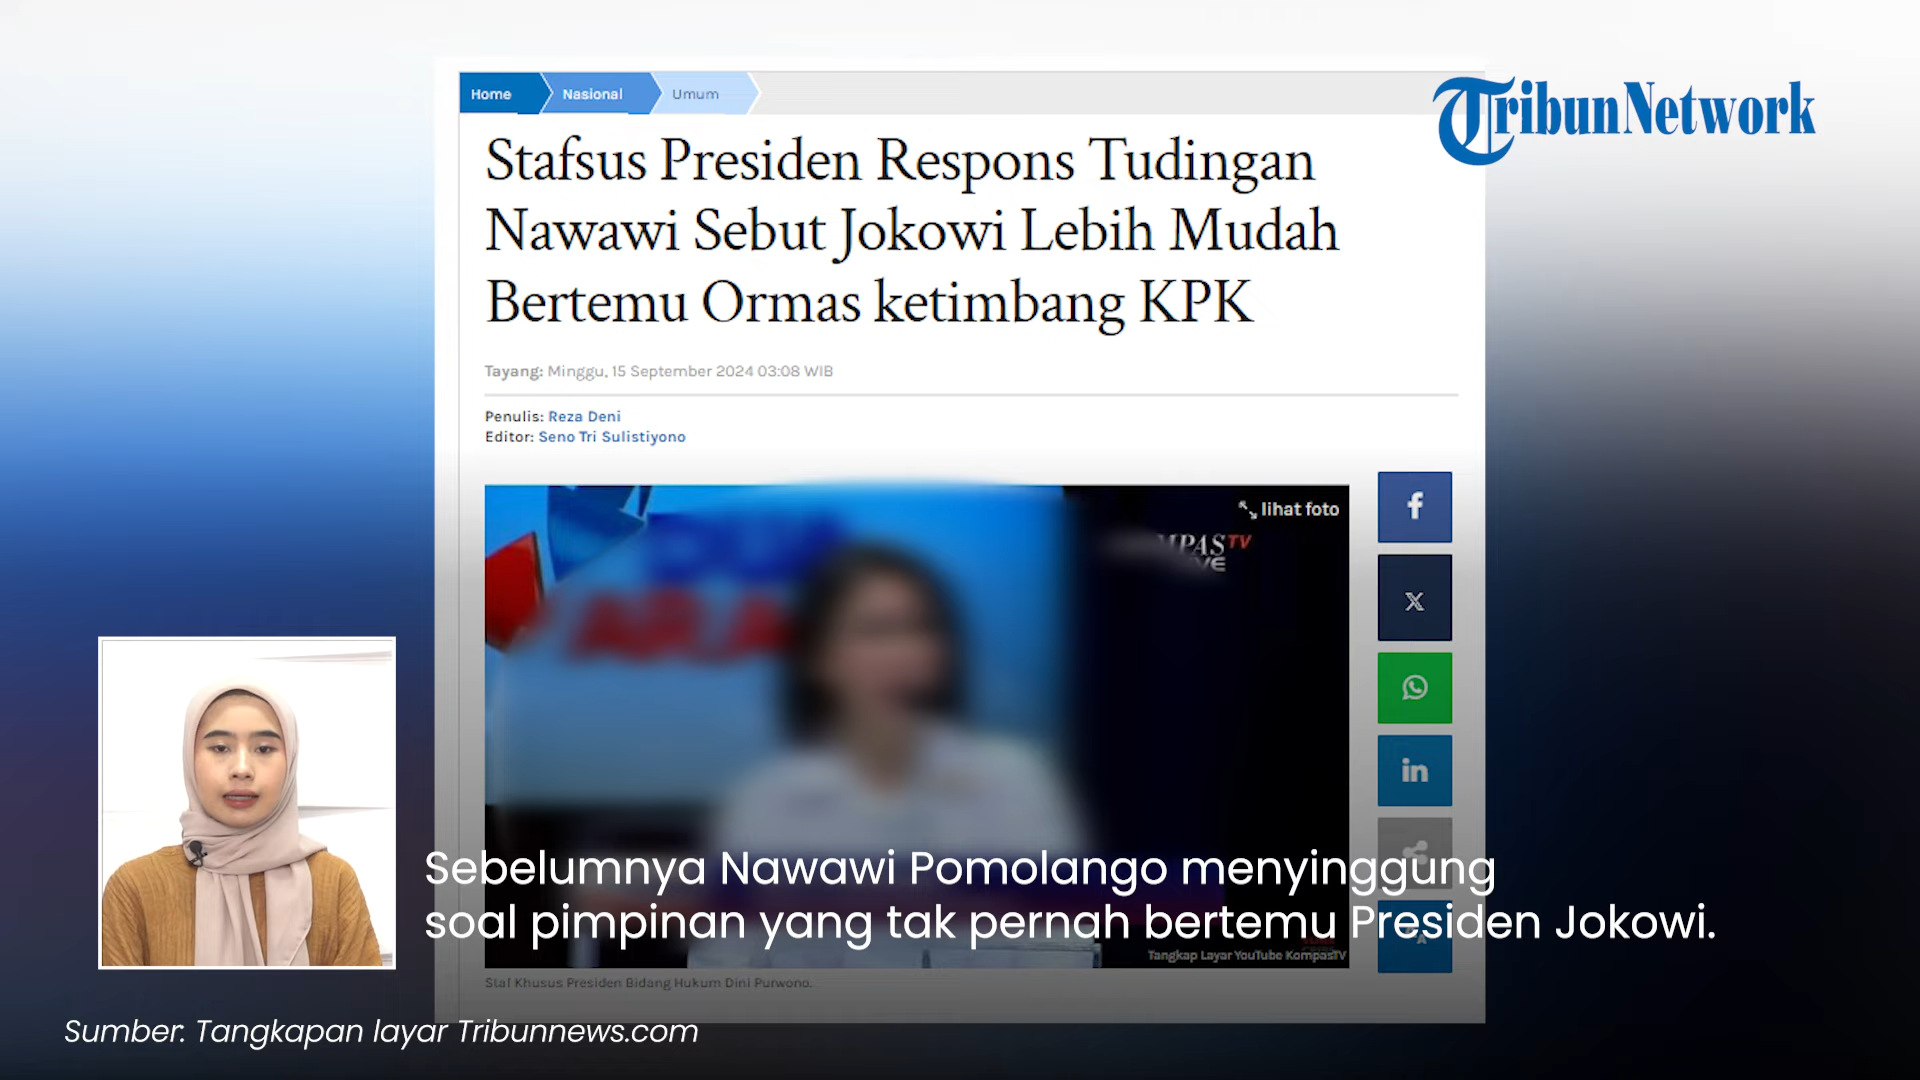 Home
Nasional
Umum
TribunNetwork
Stafsus Presiden Respons Tudingan
Nawawi Sebut Jokowi Lebih Mudah
Bertemu Ormas ketimbang KPK
Tayang: Minggu, 15 September 2024 03:08 WIB
Penulis: Reza Deni
Editor: Seno Tri Sulistiyono
lihat foto
TV
Sebelumnya Nawawi Pomolango menyinggung
soal pimpinan yang tak pernah bertemu Presiden Jokowi.
Tangkap Layar YouTube KompasTV
Staf Khusus Presiden Bidang Hukum Dini Purwono.
Sumber: Tangkapan layar Tribunnews.com